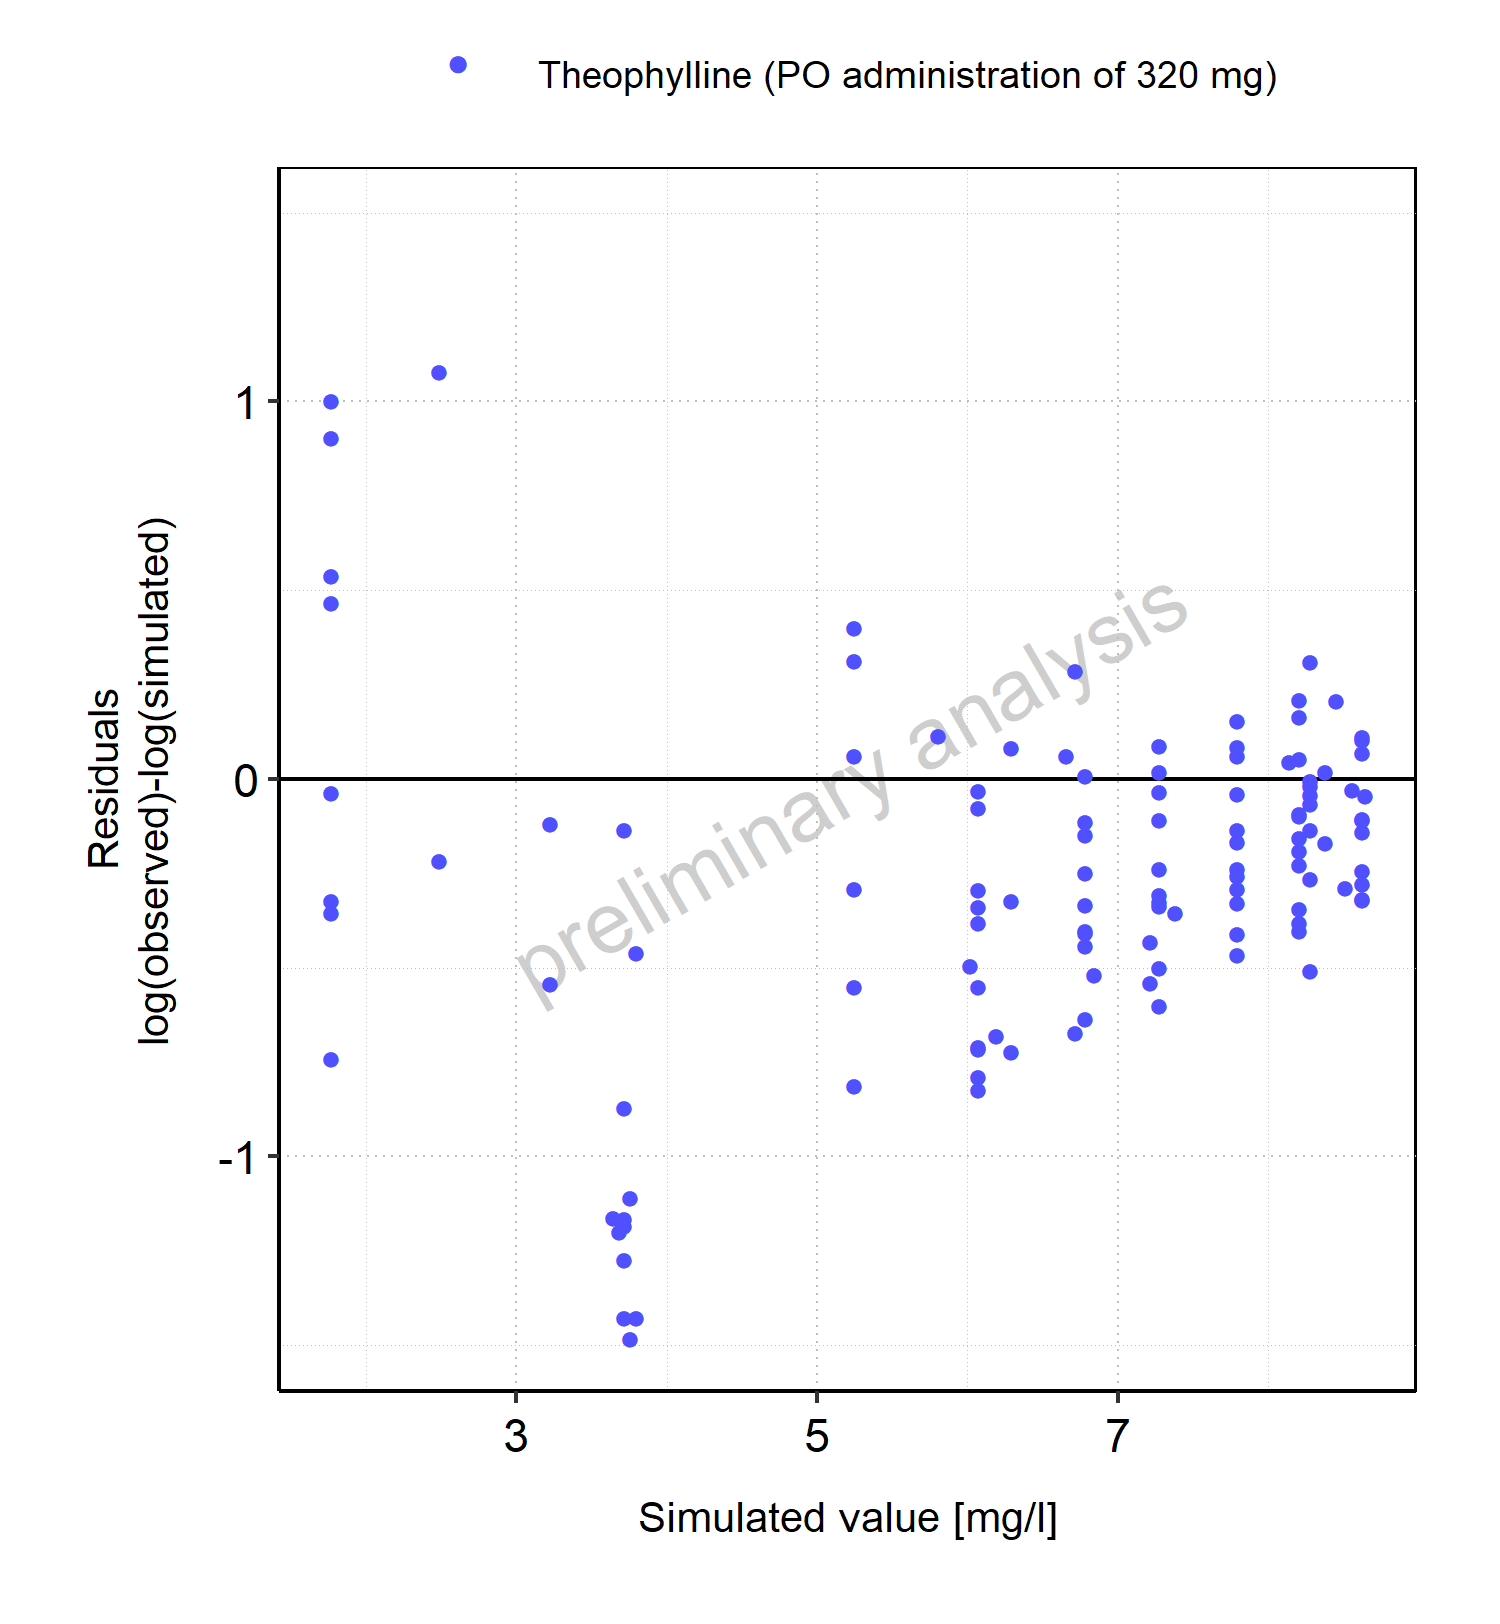 Theophylline (PO administration of 320 mg)
Residuals
log(observed)-log(simulated)
1
0
-1
preliminary analysis
3 5 7
Simulated value [mg/l]